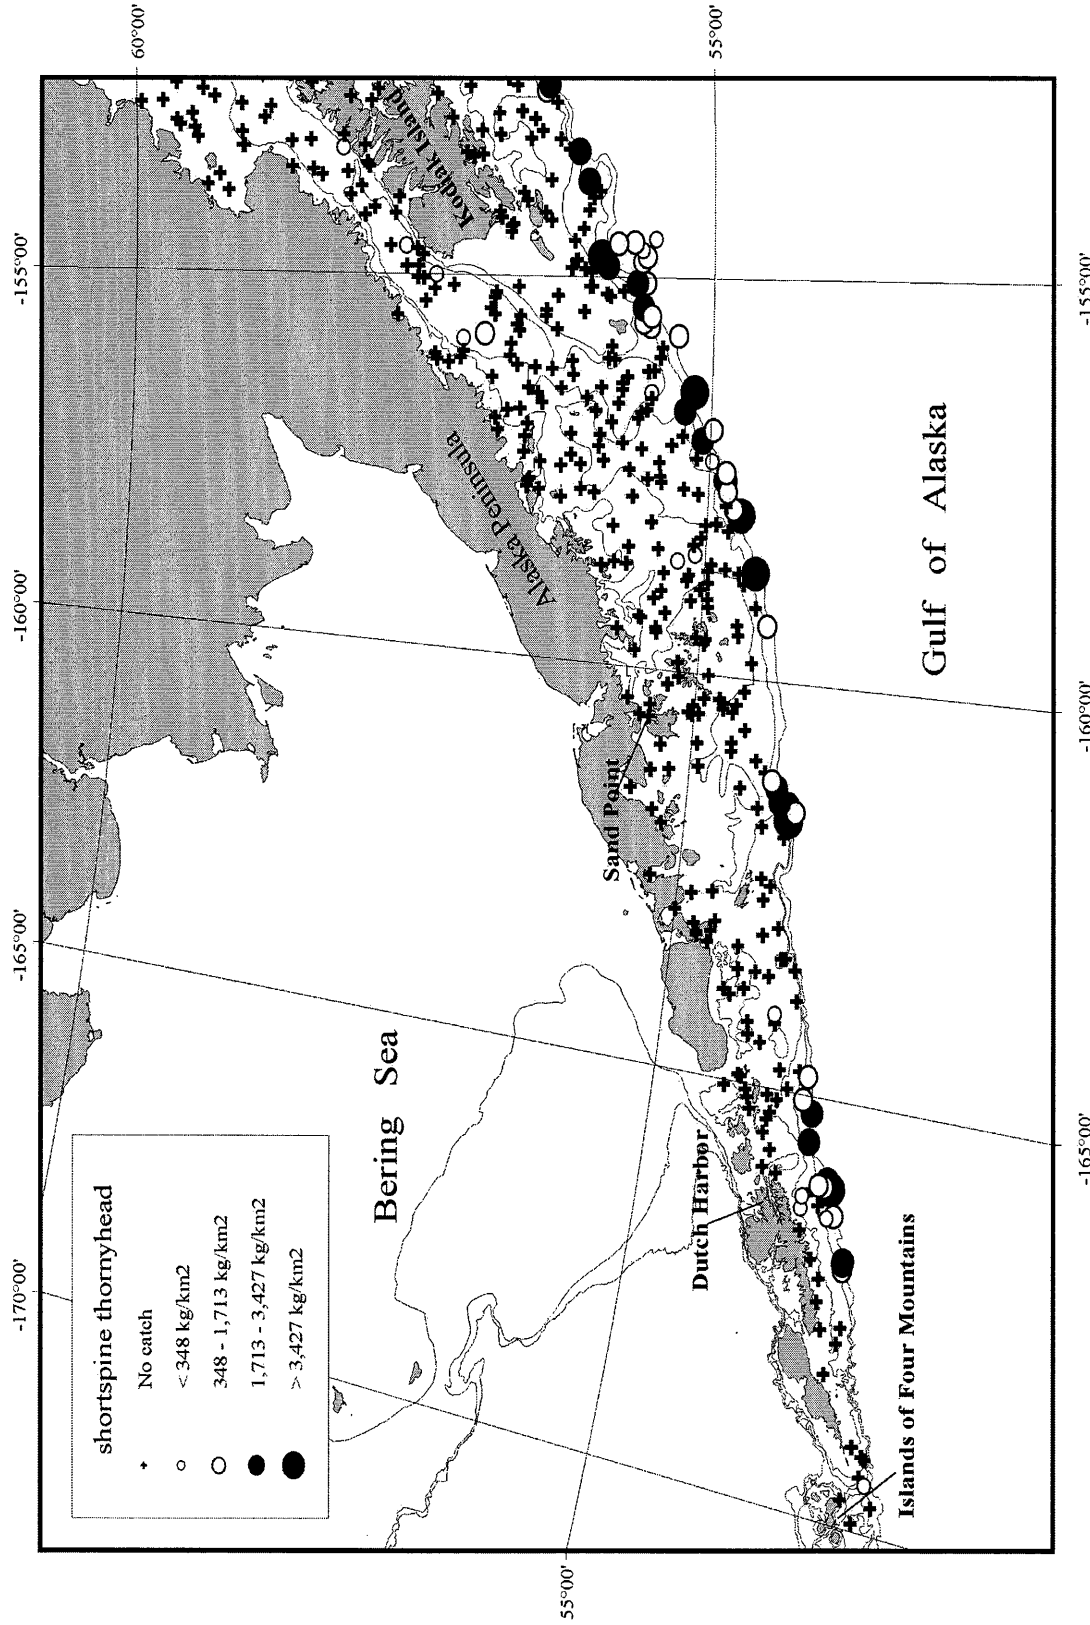 shortspine thornyhead
No catch
< 348 kg/km2
348 - 1,713 kg/km2
1,713 - 3,427 kg/km2
> 3,427 kg/km2
-170°00'
-165°00'
-160°00'
-155°00'
60°00'
55°00'
55°00'
-165°00'
-160°00'
-155°00'
Bering Sea
Alaska Peninsula
Kodiak Island
Sand Point
Dutch Harbor
Islands of Four Mountains
Gulf of Alaska